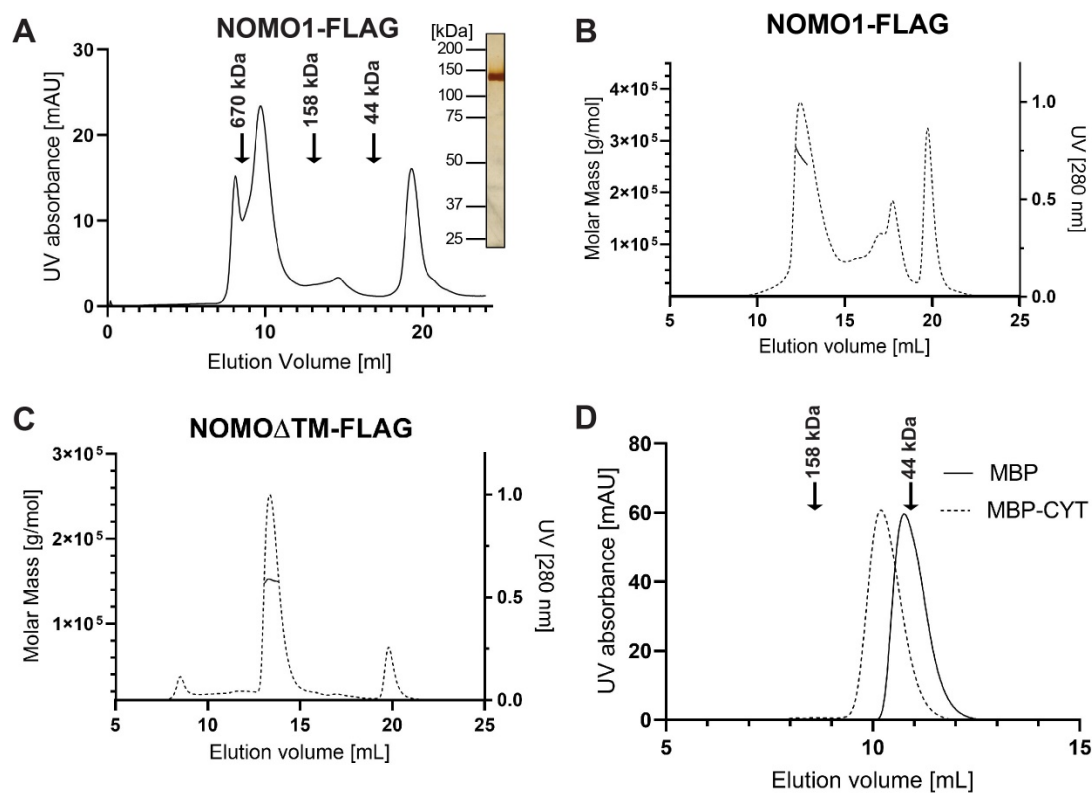 A
NOMO1-FLAG
UV absorbance [mAU]
30
20
10
0
670 kDa
158 kDa
44 kDa
0
10
20
Elution Volume [ml]
[kDa]
200
150
100
75
50
37
25
B
NOMO1-FLAG
Molar Mass [g/mol]
4×10⁵
3×10⁵
2×10⁵
1×10⁵
UV [280 nm]
1.0
0.5
0.0
5
10
15
20
25
Elution volume [mL]
C
NOMOΔTM-FLAG
Molar Mass [g/mol]
3×10⁵
2×10⁵
1×10⁵
UV [280 nm]
1.0
0.5
0.0
5
10
15
20
25
Elution volume [mL]
D
UV absorbance [mAU]
80
60
40
20
0
158 kDa
44 kDa
MBP
MBP-CYT
5
10
15
Elution volume [mL]